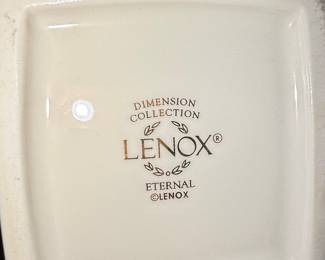 DIMENSION
COLLECTION
LENOX®
ETERNAL
©LENOX